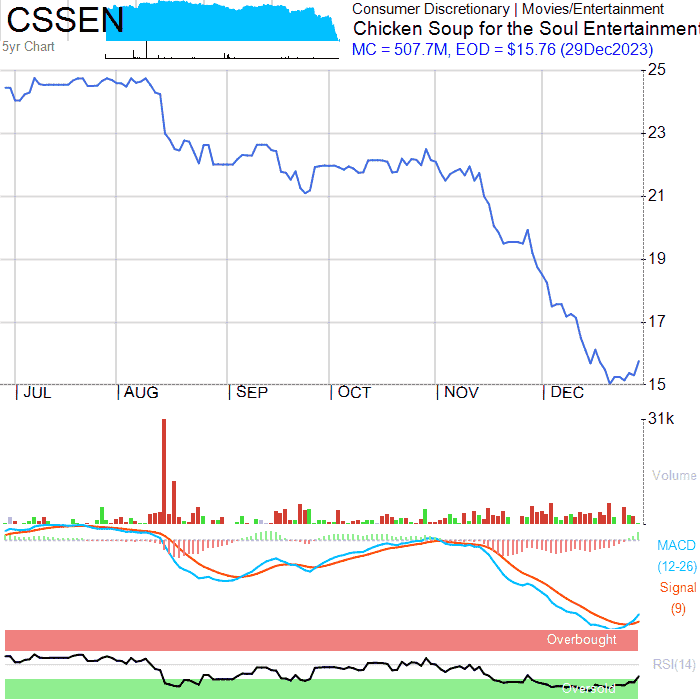 CSSEN
5yr Chart
Consumer Discretionary | Movies/Entertainment
Chicken Soup for the Soul Entertainment
MC = 507.7M, EOD = $15.76 (29Dec2023)
25
23
21
19
17
15
JUL AUG SEP OCT NOV DEC
31k
Volume
MACD
(12-26)
Signal
(9)
Overbought
RSI(14)
Oversold